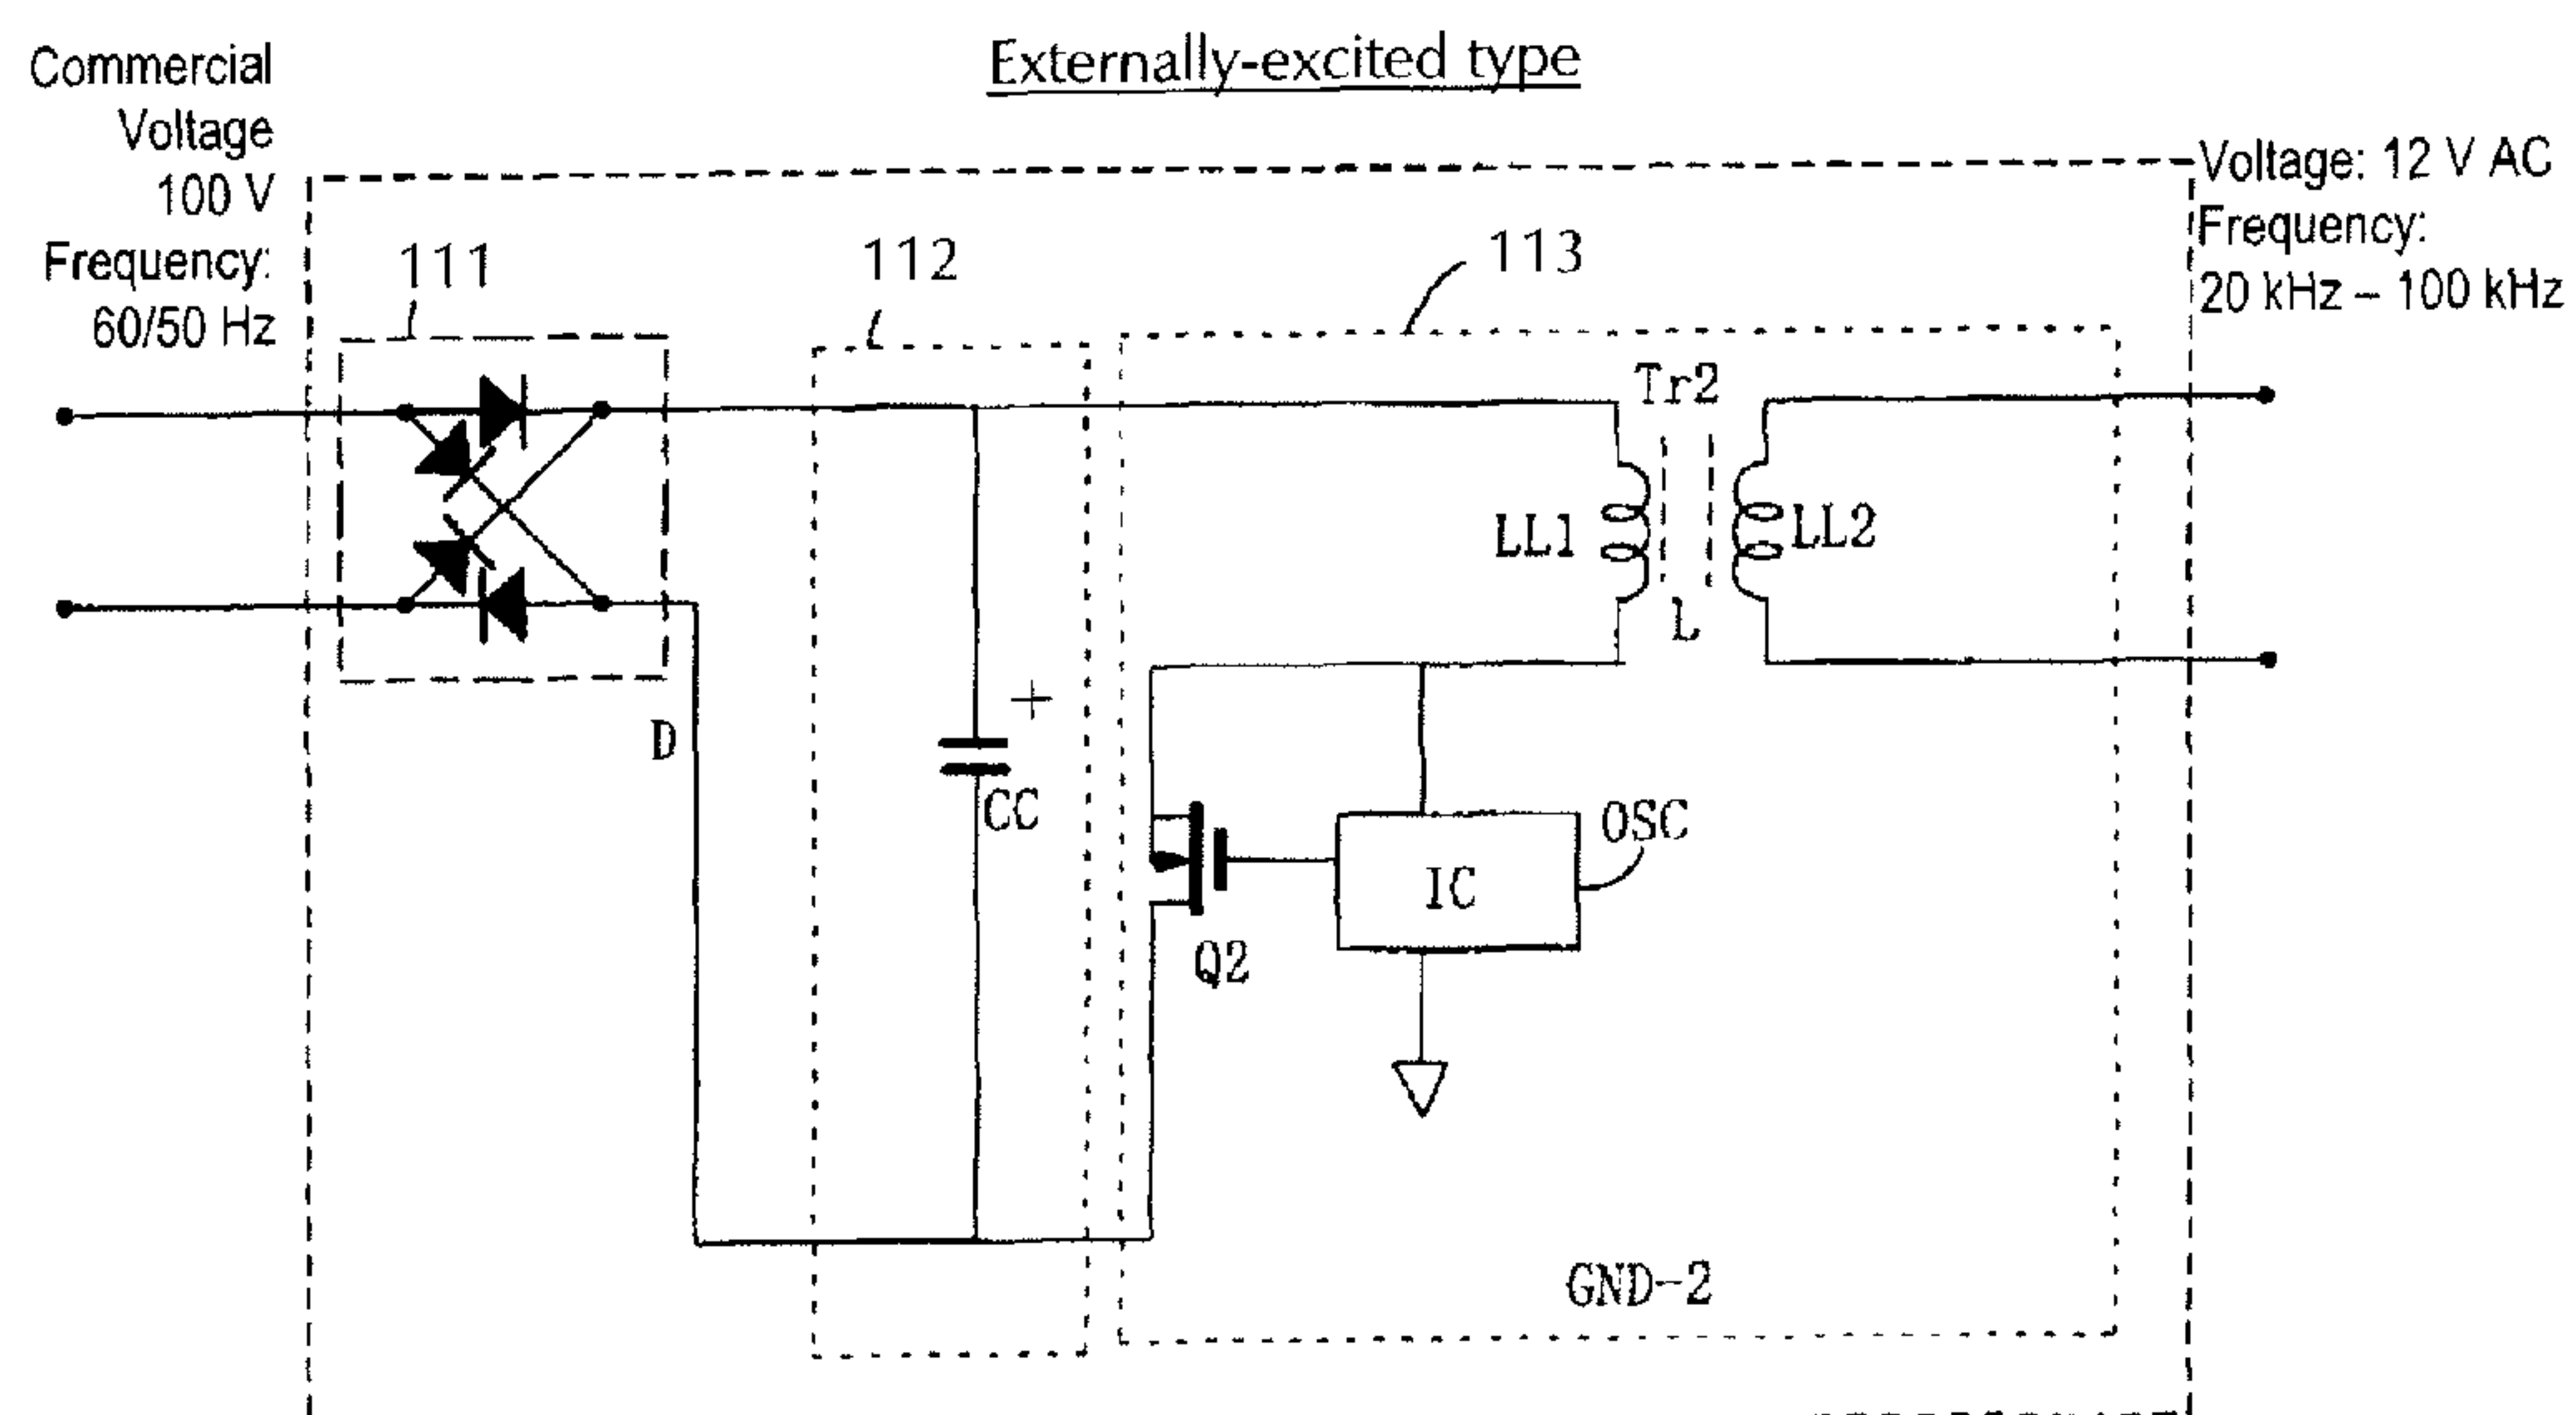 Externally-excited type
Commercial
Voltage
100 V
Frequency:
60/50 Hz
Voltage: 12 V AC
Frequency:
20 kHz – 100 kHz
111
112
113
Tr2
LL1
LL2
L
D
+
CC
OSC
IC
Q2
GND-2